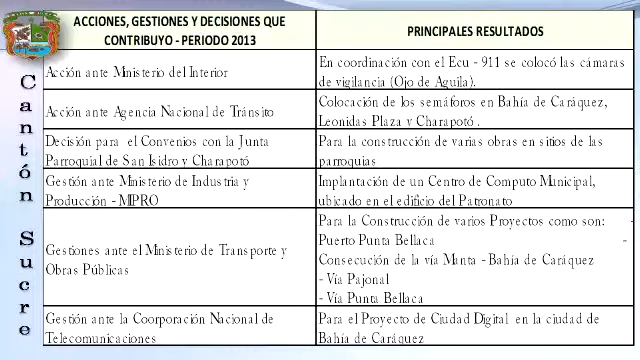 Cantón Sucre
ACCIONES, GESTIONES Y DECISIONES QUE
CONTRIBUYO - PERIODO 2013
PRINCIPALES RESULTADOS
Acción ante Ministerio del Interior
En coordinación con el Ecu - 911 se colocó las cámaras
de vigilancia (Ojo de Aguila).
Acción ante Agencia Nacional de Tránsito
Colocación de los semáforos en Bahía de Caráquez,
Leonidas Plaza y Charapotó .
Decisión para el Convenios con la Junta
Parroquial de San Isidro y Charapotó
Para la construcción de varias obras en sitios de las
parroquias
Gestión ante Ministerio de Industria y
Producción - MIPRO
Implantación de un Centro de Computo Municipal,
ubicado en el edificio del Patronato
Gestiones ante el Ministerio de Transporte y
Obras Públicas
Para la Construcción de varios Proyectos como son: -
Puerto Punta Bellaca -
Consecución de la vía Manta - Bahía de Caráquez
- Vía Pajonal
- Vía Punta Bellaca
Gestión ante la Coorporación Nacional de
Telecomunicaciones
Para el Proyecto de Ciudad Digital en la ciudad de
Bahía de Caráquez